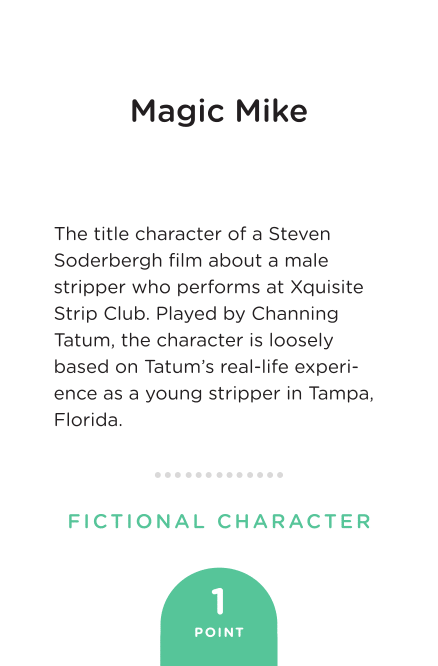 Magic Mike
The title character of a Steven
Soderbergh film about a male
stripper who performs at Xquisite
Strip Club. Played by Channing
Tatum, the character is loosely
based on Tatum’s real-life experi-
ence as a young stripper in Tampa,
Florida.
FICTIONAL CHARACTER
1
POINT